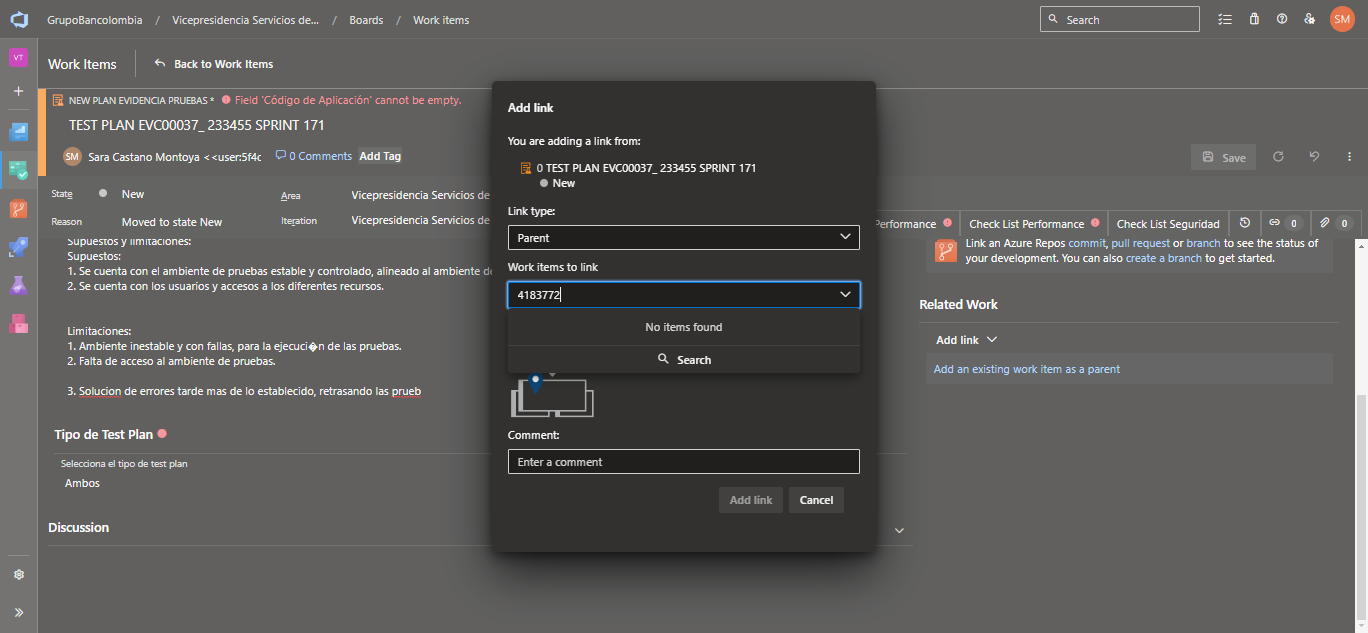 GrupoBancolombia / Vicepresidencia Servicios de... / Boards / Work items
Search
SM
VT
Work Items
Back to Work Items
NEW PLAN EVIDENCIA PRUEBAS * Field 'Código de Aplicación' cannot be empty.
TEST PLAN EVC00037_ 233455 SPRINT 171
SM Sara Castano Montoya <<user:5f4c
0 Comments
Add Tag
Save
State New
Area Vicepresidencia Servicios de
Reason Moved to state New
Iteration Vicepresidencia Servicios de
Performance
Check List Performance
Check List Seguridad
0
0
Supuestos y limitaciones:
Supuestos:
1. Se cuenta con el ambiente de pruebas estable y controlado, alineado al ambiente de
2. Se cuenta con los usuarios y accesos a los diferentes recursos.
Limitaciones:
1. Ambiente inestable y con fallas, para la ejecuci�n de las pruebas.
2. Falta de acceso al ambiente de pruebas.
3. Solucion de errores tarde mas de lo establecido, retrasando las prueb
Tipo de Test Plan
Selecciona el tipo de test plan
Ambos
Discussion
Add link
You are adding a link from:
0 TEST PLAN EVC00037_ 233455 SPRINT 171
New
Link type:
Parent
Work items to link
4183772
No items found
Search
Comment:
Enter a comment
Add link
Cancel
Link an Azure Repos commit, pull request or branch to see the status of
your development. You can also create a branch to get started.
Related Work
Add link
Add an existing work item as a parent